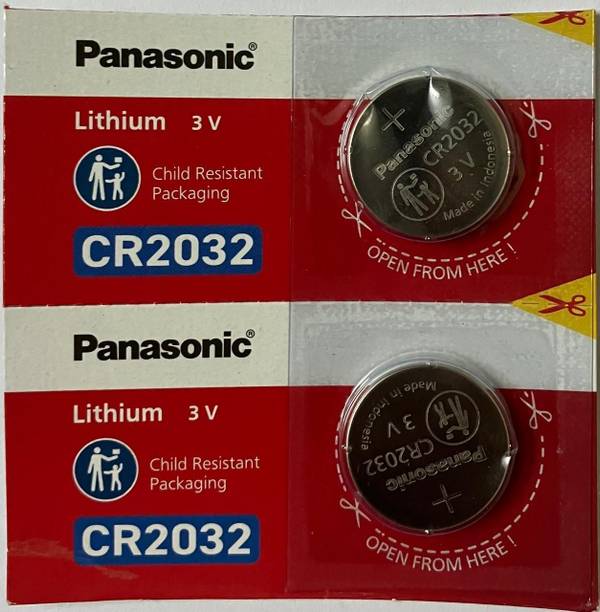 Panasonic®
Lithium 3 V
Child Resistant
Packaging
CR2032
+
Panasonic
CR2032
3 V
Made in Indonesia
OPEN FROM HERE !
Panasonic®
Lithium 3 V
Child Resistant
Packaging
CR2032
+
Panasonic
CR2032
3 V
Made in Indonesia
OPEN FROM HERE !